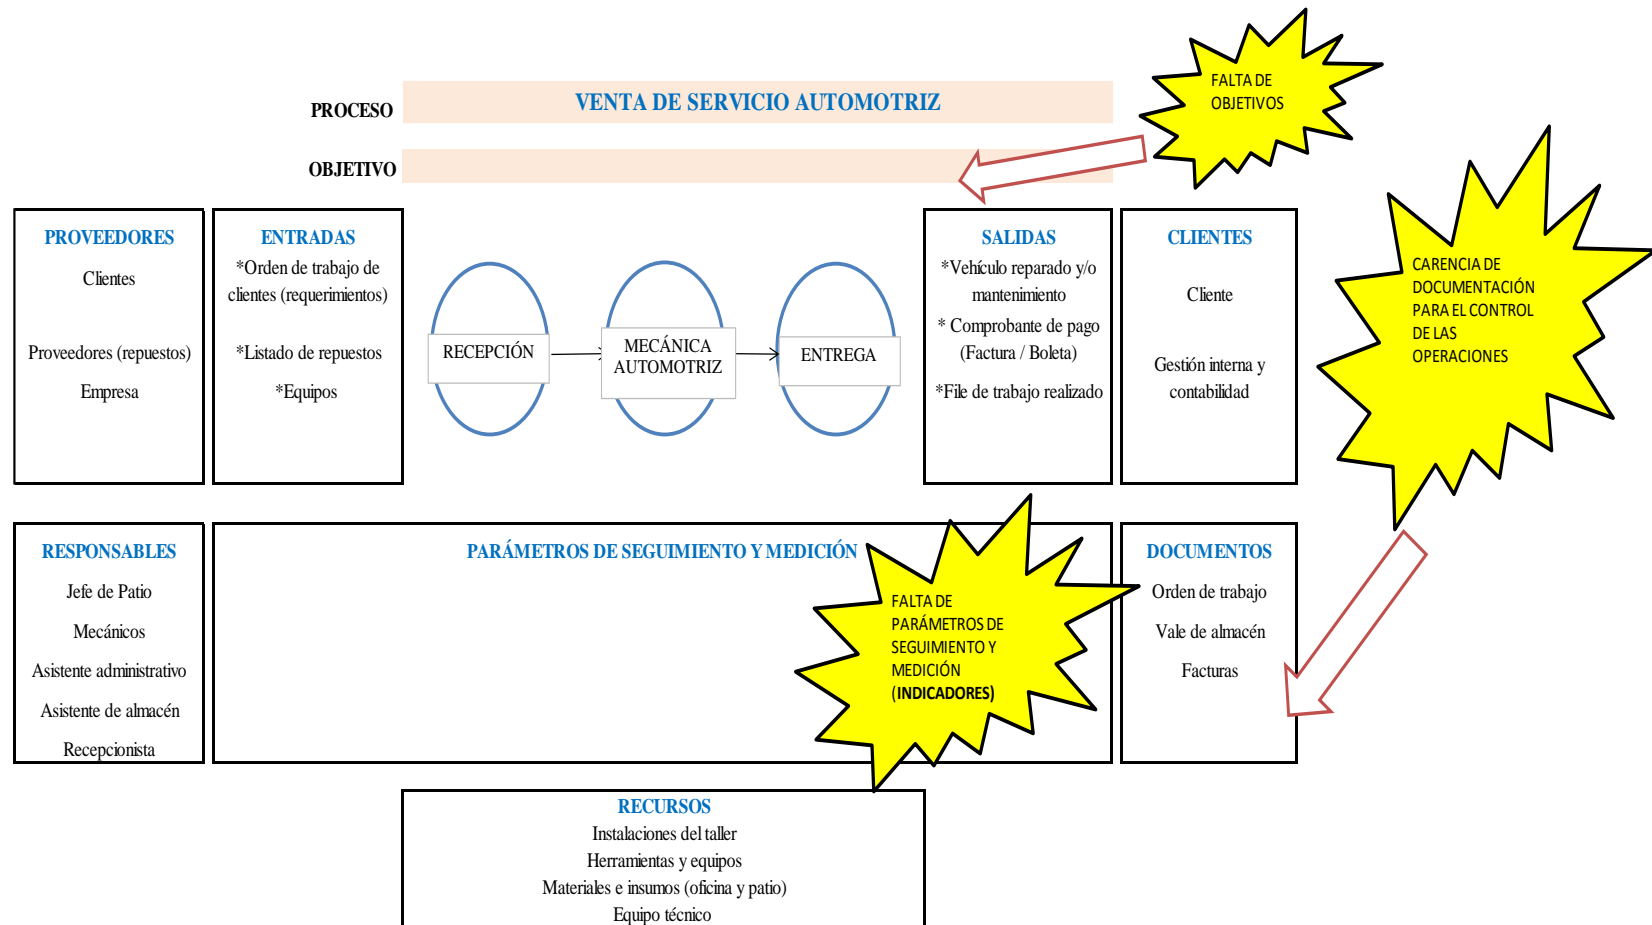 PROCESO
VENTA DE SERVICIO AUTOMOTRIZ
FALTA DE
OBJETIVOS
OBJETIVO
PROVEEDORES
Clientes
Proveedores (repuestos)
Empresa
ENTRADAS
*Orden de trabajo de
clientes (requerimientos)
*Listado de repuestos
*Equipos
RECEPCIÓN
MECÁNICA
AUTOMOTRIZ
ENTREGA
SALIDAS
*Vehículo reparado y/o
mantenimiento
* Comprobante de pago
(Factura / Boleta)
*File de trabajo realizado
CLIENTES
Cliente
Gestión interna y
contabilidad
CARENCIA DE
DOCUMENTACIÓN
PARA EL CONTROL
DE LAS
OPERACIONES
RESPONSABLES
Jefe de Patio
Mecánicos
Asistente administrativo
Asistente de almacén
Recepcionista
PARÁMETROS DE SEGUIMIENTO Y MEDICIÓN
FALTA DE
PARÁMETROS DE
SEGUIMIENTO Y
MEDICIÓN
(INDICADORES)
DOCUMENTOS
Orden de trabajo
Vale de almacén
Facturas
RECURSOS
Instalaciones del taller
Herramientas y equipos
Materiales e insumos (oficina y patio)
Equipo técnico